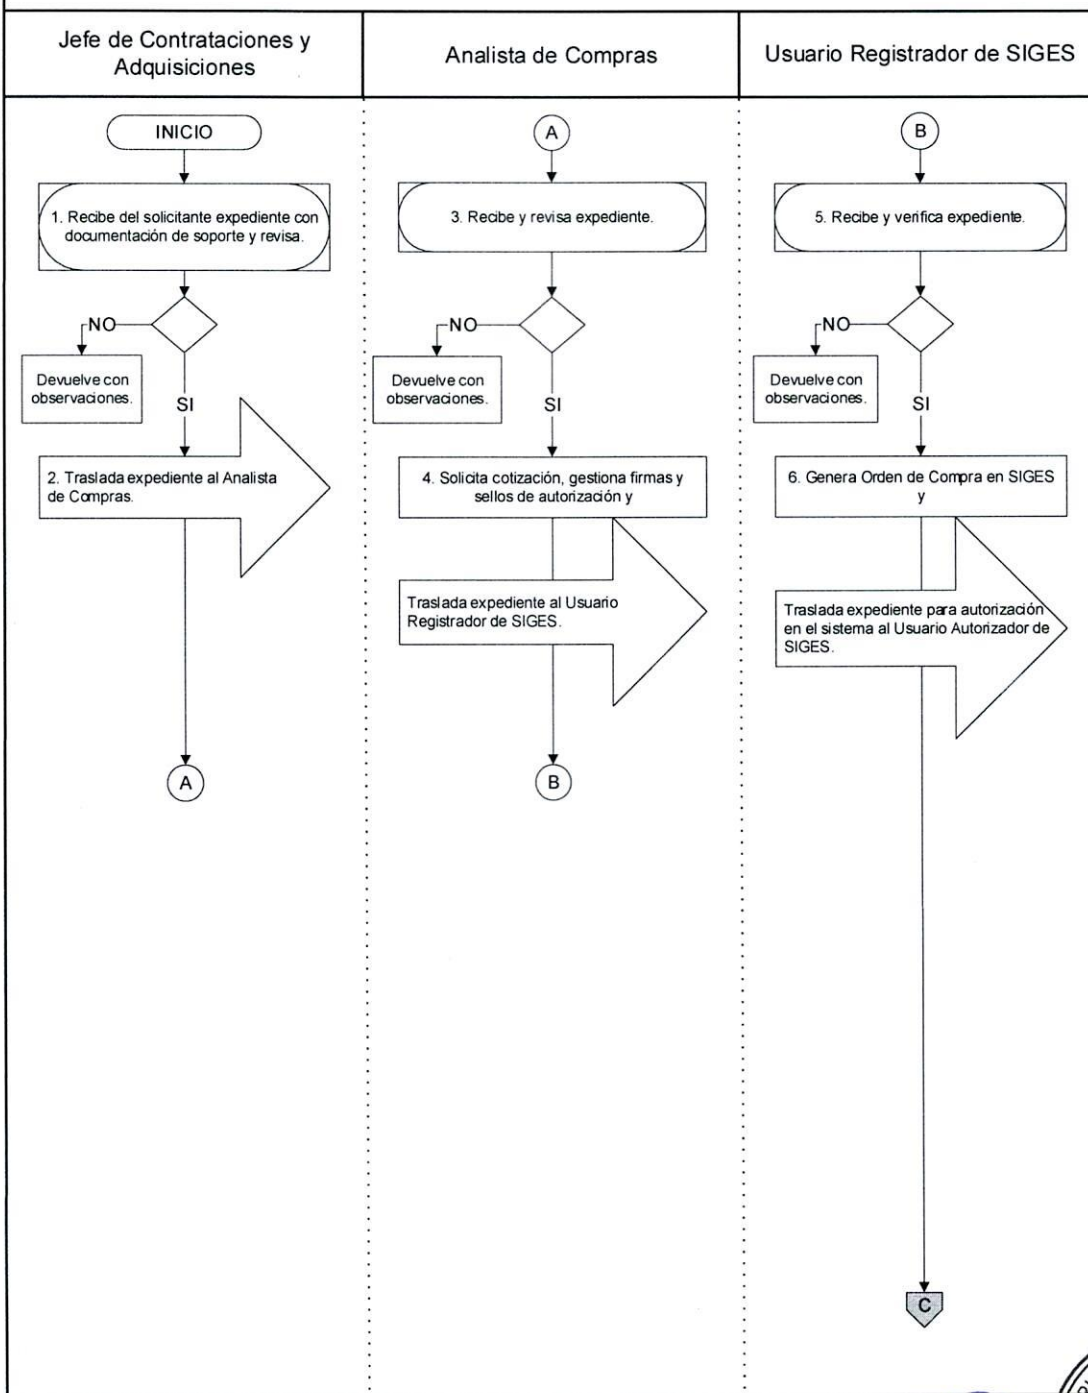 Jefe de Contrataciones y
Adquisiciones
Analista de Compras
Usuario Registrador de SIGES
INICIO
1. Recibe del solicitante expediente con
documentación de soporte y revisa.
NO
Devuelve con
observaciones.
SI
2. Traslada expediente al Analista
de Compras.
A
A
3. Recibe y revisa expediente.
NO
Devuelve con
observaciones.
SI
4. Solicita cotización, gestiona firmas y
sellos de autorización y
Traslada expediente al Usuario
Registrador de SIGES.
B
B
5. Recibe y verifica expediente.
NO
Devuelve con
observaciones.
SI
6. Genera Orden de Compra en SIGES
y
Traslada expediente para autorización
en el sistema al Usuario Autorizador de
SIGES.
C